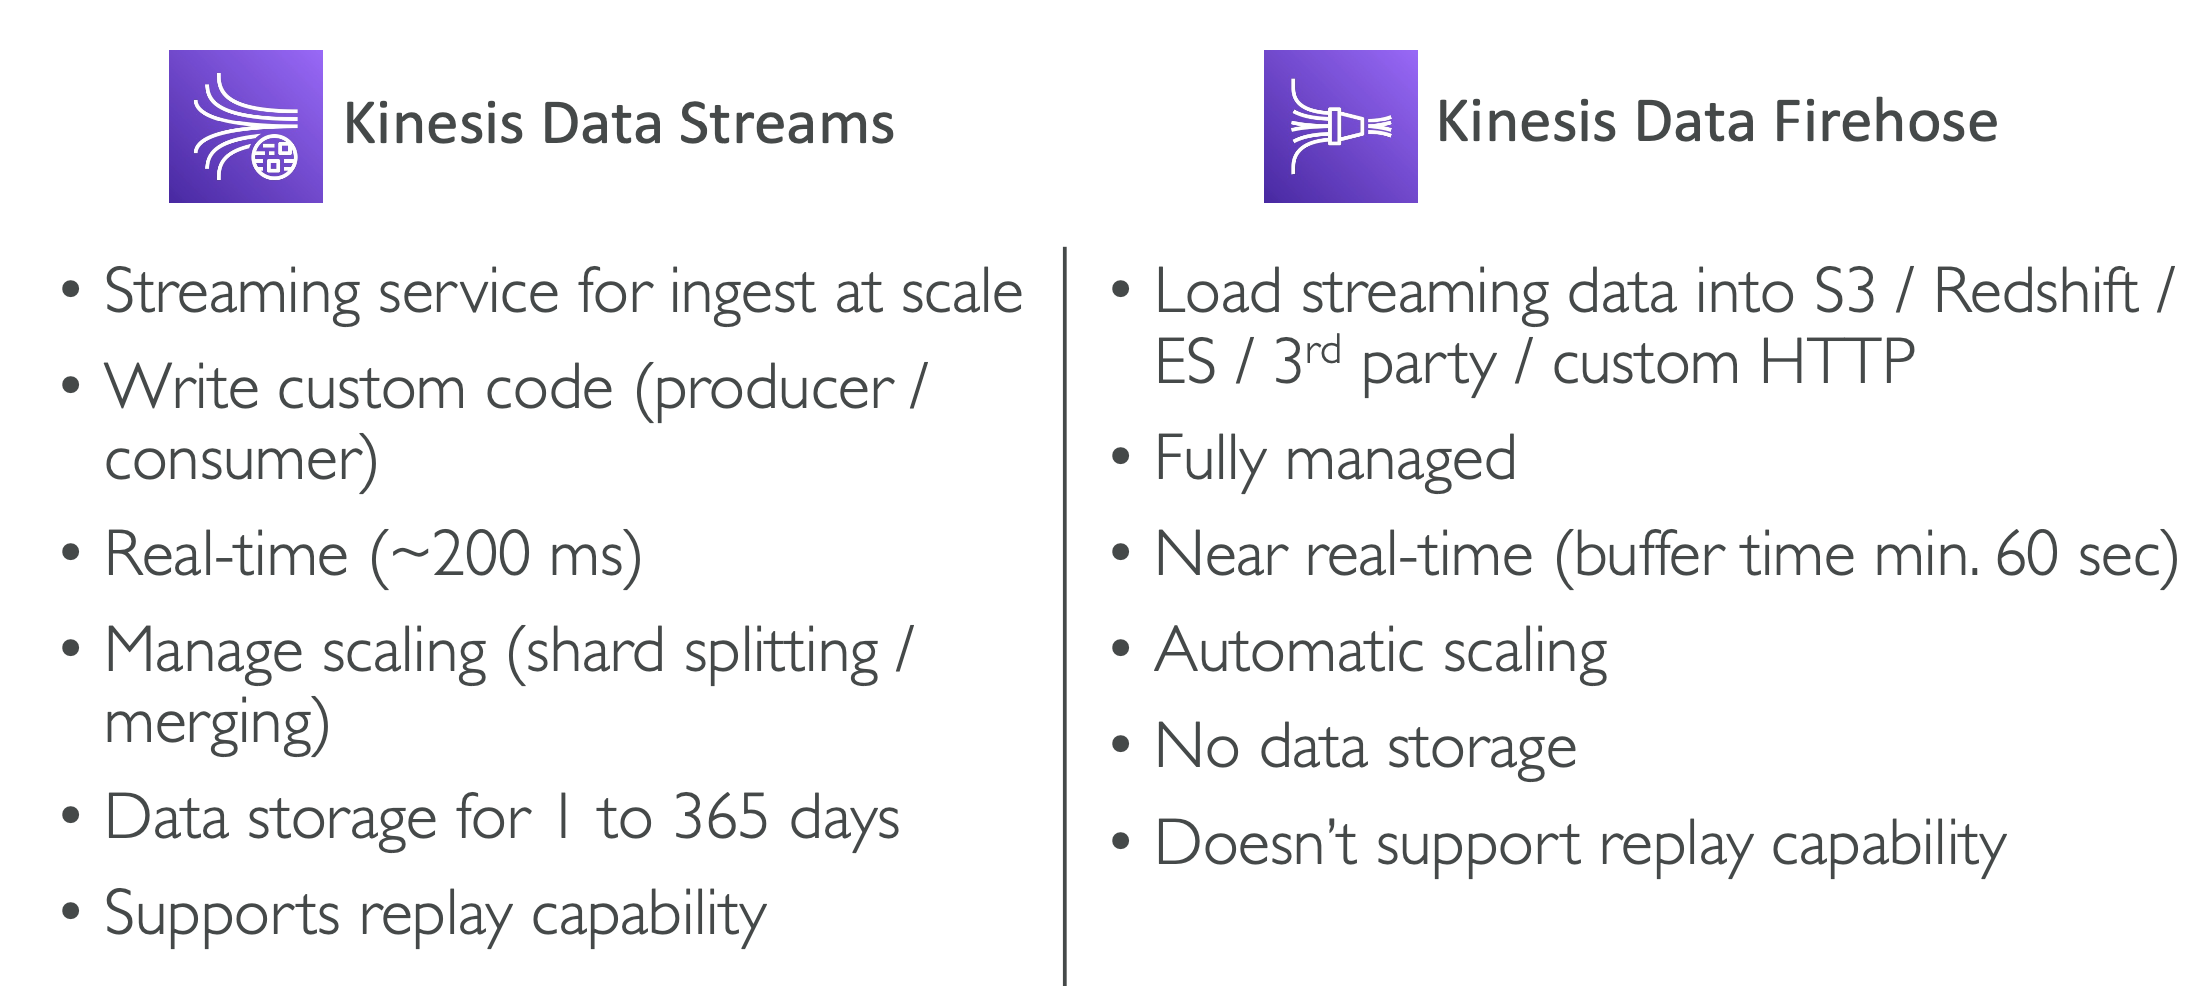 Kinesis Data Streams
• Streaming service for ingest at scale
• Write custom code (producer /
consumer)
• Real-time (~200 ms)
• Manage scaling (shard splitting /
merging)
• Data storage for 1 to 365 days
• Supports replay capability
Kinesis Data Firehose
• Load streaming data into S3 / Redshift /
ES / 3rd party / custom HTTP
• Fully managed
• Near real-time (buffer time min. 60 sec)
• Automatic scaling
• No data storage
• Doesn’t support replay capability